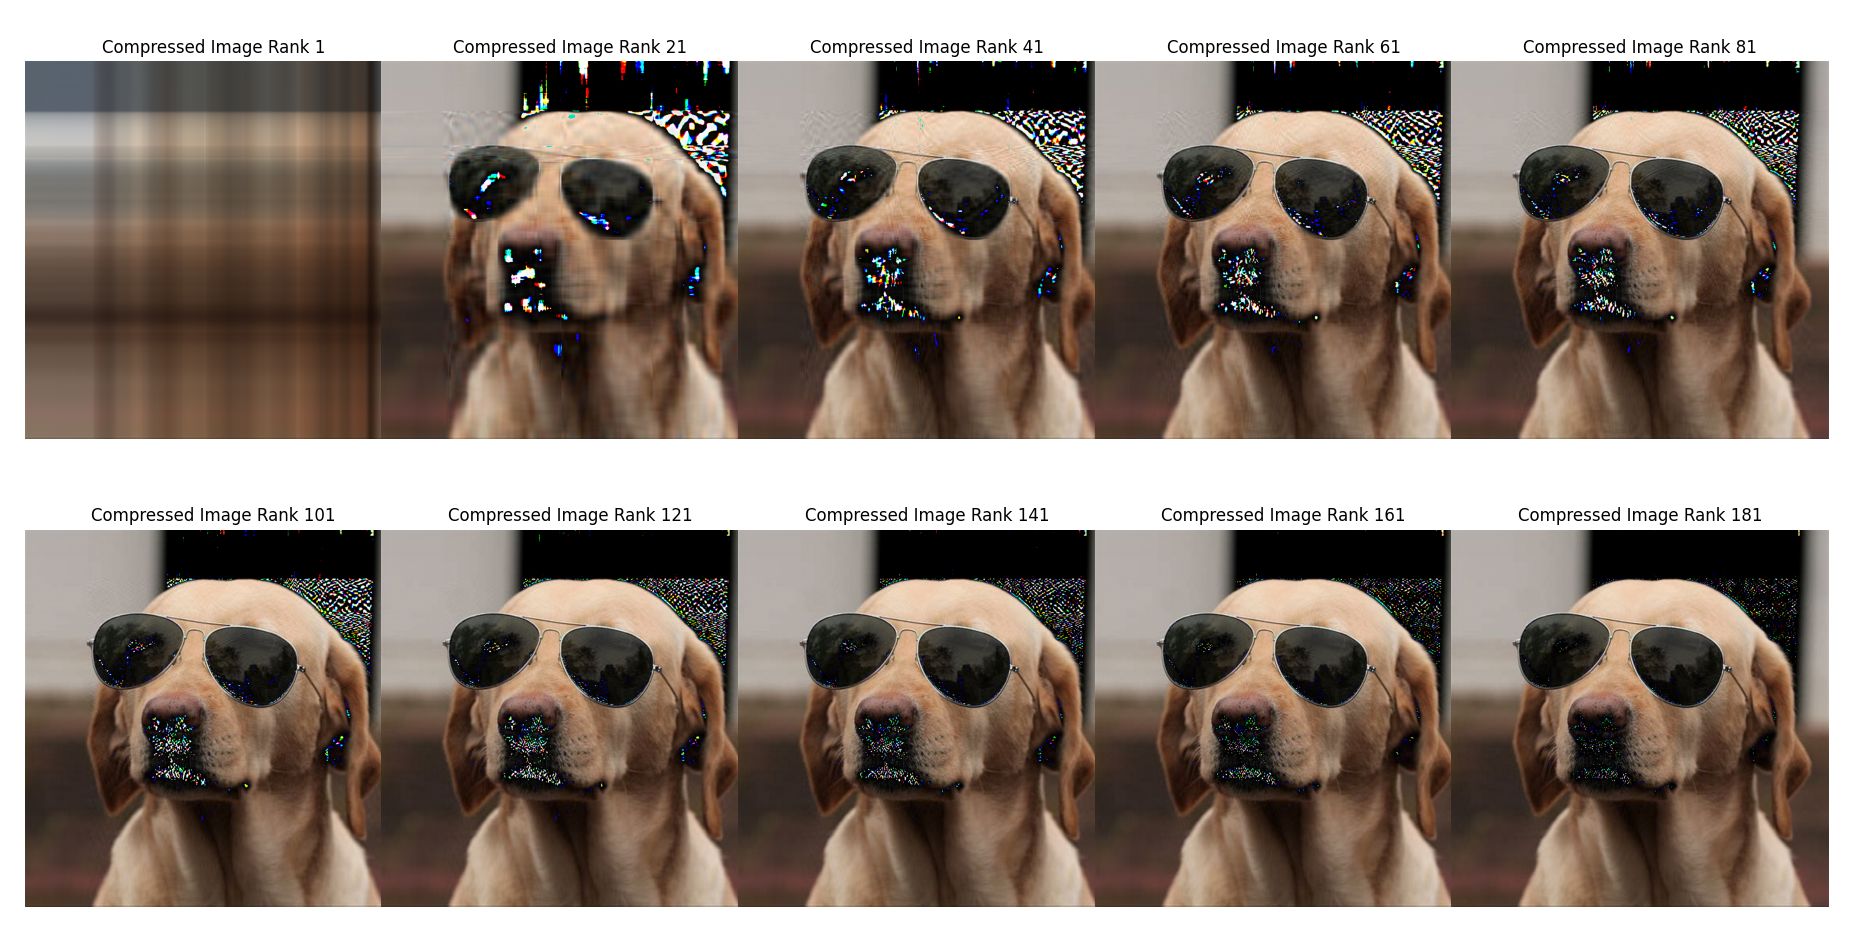 Compressed Image Rank 1
Compressed Image Rank 21
Compressed Image Rank 41
Compressed Image Rank 61
Compressed Image Rank 81
Compressed Image Rank 101
Compressed Image Rank 121
Compressed Image Rank 141
Compressed Image Rank 161
Compressed Image Rank 181